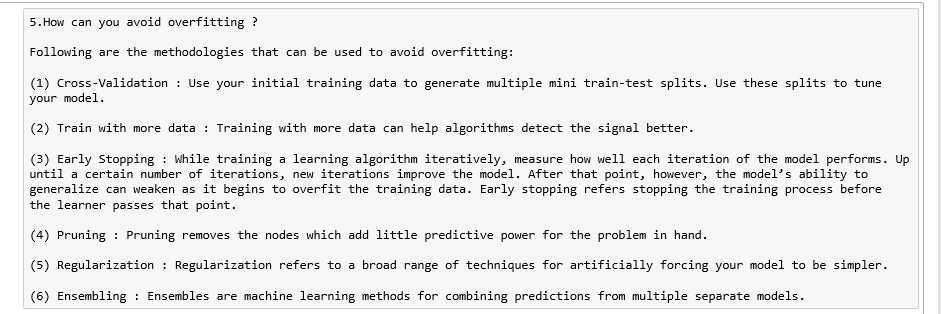 5.How can you avoid overfitting ?
Following are the methodologies that can be used to avoid overfitting:
(1) Cross-Validation : Use your initial training data to generate multiple mini train-test splits. Use these splits to tune
your model.
(2) Train with more data : Training with more data can help algorithms detect the signal better.
(3) Early Stopping : While training a learning algorithm iteratively, measure how well each iteration of the model performs. Up
until a certain number of iterations, new iterations improve the model. After that point, however, the model’s ability to
generalize can weaken as it begins to overfit the training data. Early stopping refers stopping the training process before
the learner passes that point.
(4) Pruning : Pruning removes the nodes which add little predictive power for the problem in hand.
(5) Regularization : Regularization refers to a broad range of techniques for artificially forcing your model to be simpler.
(6) Ensembling : Ensembles are machine learning methods for combining predictions from multiple separate models.